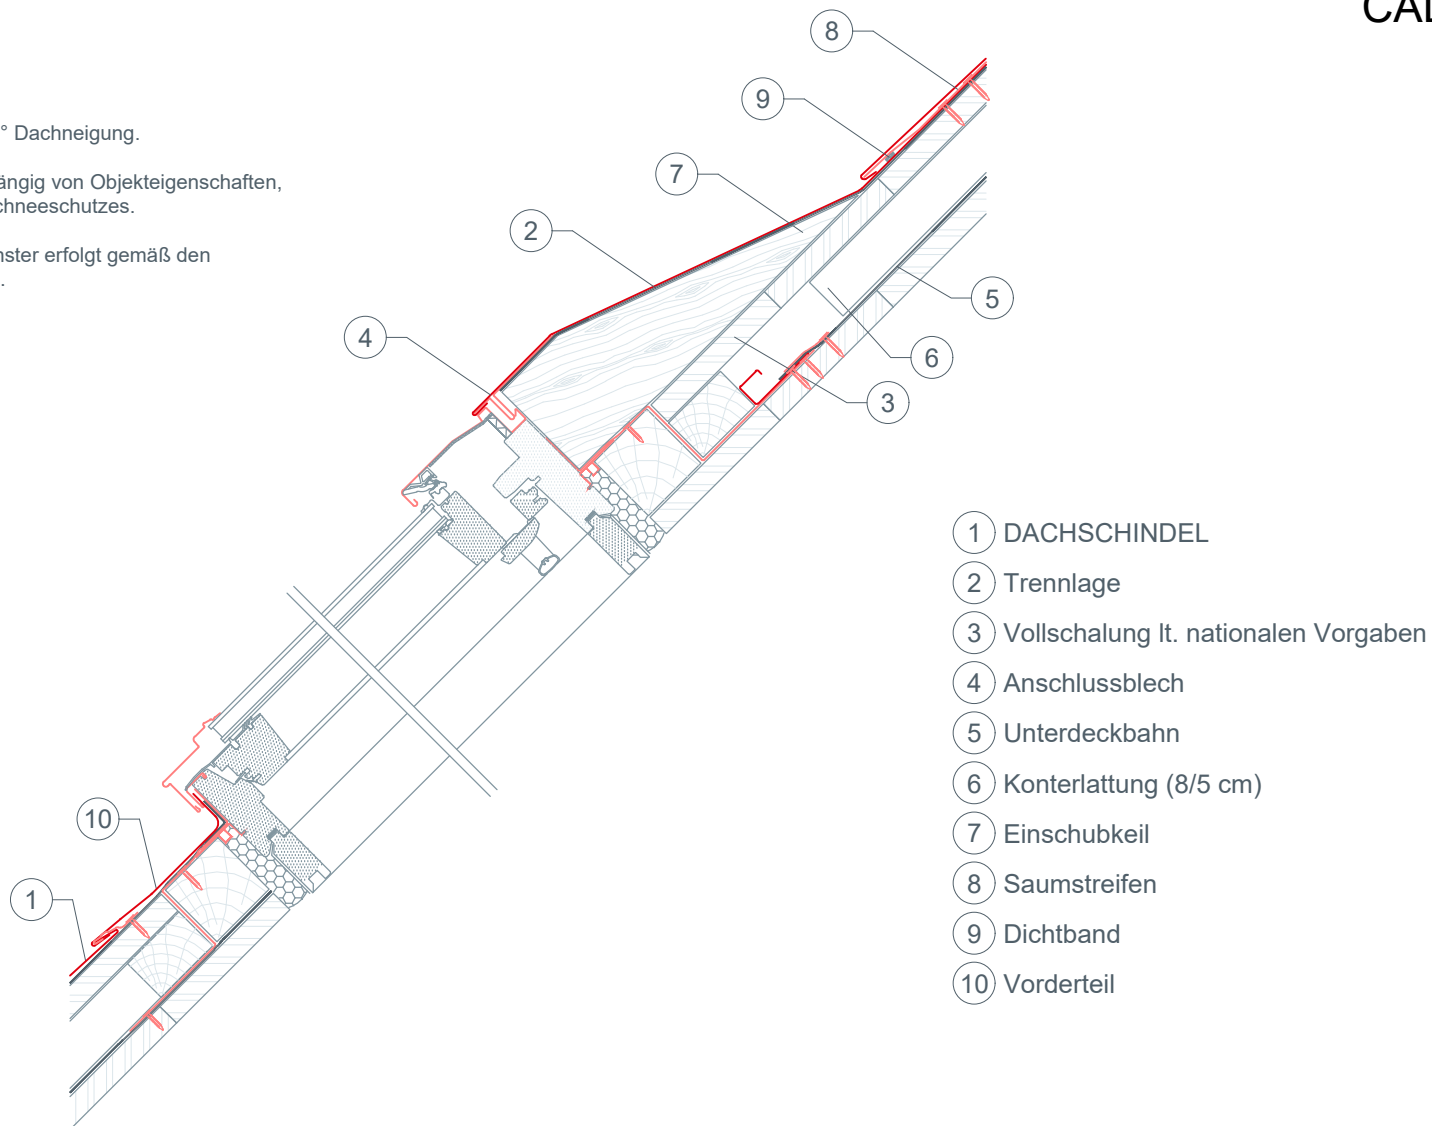 ° Dachneigung.
ängig von Objekteigenschaften,
chneeschutzes.
nster erfolgt gemäß den
.
8
9
7
2
4
5
6
3
10
1
1 DACHSCHINDEL
2 Trennlage
3 Vollschalung lt. nationalen Vorgaben
4 Anschlussblech
5 Unterdeckbahn
6 Konterlattung (8/5 cm)
7 Einschubkeil
8 Saumstreifen
9 Dichtband
10 Vorderteil